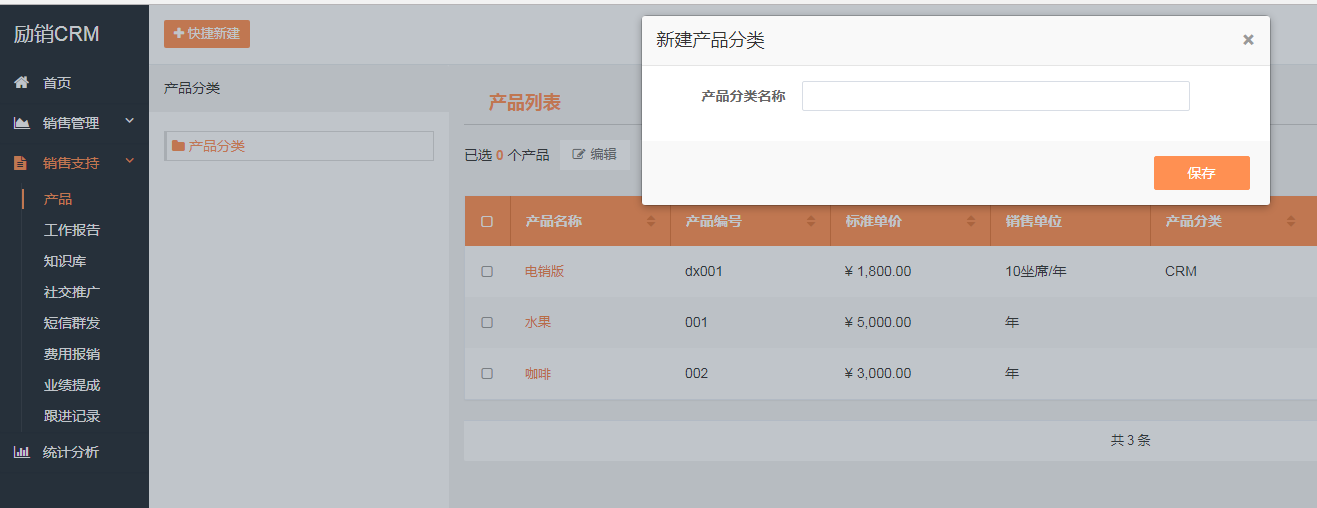 励销CRM
首页
销售管理
销售支持
产品
工作报告
知识库
社交推广
短信群发
费用报销
业绩提成
跟进记录
统计分析
快捷新建
产品分类
产品分类
产品列表
已选 0 个产品 编辑
产品名称 产品编号 标准单价 销售单位 产品分类
电销版 dx001 ¥ 1,800.00 10坐席/年 CRM
水果 001 ¥ 5,000.00 年
咖啡 002 ¥ 3,000.00 年
共 3 条
新建产品分类 ×
产品分类名称
保存